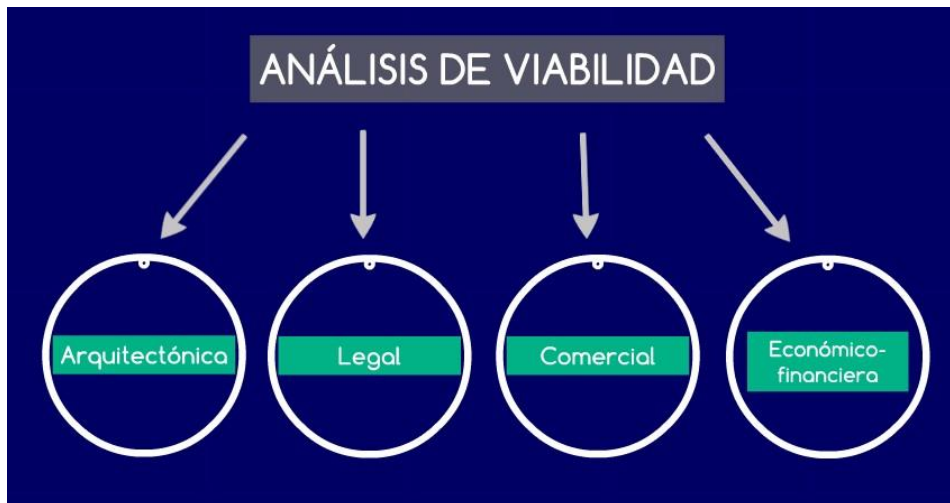 ANÁLISIS DE VIABILIDAD
Arquitectónica
Legal
Comercial
Económico-
financiera